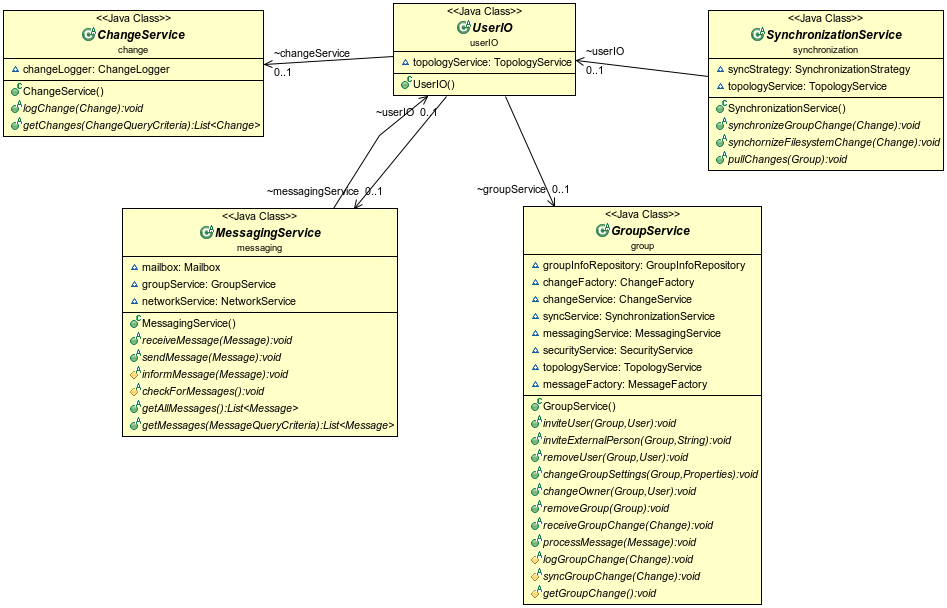 <<Java Class>>
ChangeService
change
changeLogger: ChangeLogger
ChangeService()
logChange(Change):void
getChanges(ChangeQueryCriteria):List<Change>
~changeService
0..1
<<Java Class>>
UserIO
userIO
topologyService: TopologyService
UserIO()
~userIO
0..1
<<Java Class>>
SynchronizationService
synchronization
syncStrategy: SynchronizationStrategy
topologyService: TopologyService
SynchronizationService()
synchronizeGroupChange(Change):void
synchornizeFilesystemChange(Change):void
pullChanges(Group):void
~userIO 0..1
~messagingService 0..1
~groupService 0..1
<<Java Class>>
MessagingService
messaging
mailbox: Mailbox
groupService: GroupService
networkService: NetworkService
MessagingService()
receiveMessage(Message):void
sendMessage(Message):void
informMessage(Message):void
checkForMessages():void
getAllMessages():List<Message>
getMessages(MessageQueryCriteria):List<Message>
<<Java Class>>
GroupService
group
groupInfoRepository: GroupInfoRepository
changeFactory: ChangeFactory
changeService: ChangeService
syncService: SynchronizationService
messagingService: MessagingService
securityService: SecurityService
topologyService: TopologyService
messageFactory: MessageFactory
GroupService()
inviteUser(Group,User):void
inviteExternalPerson(Group,String):void
removeUser(Group,User):void
changeGroupSettings(Group,Properties):void
changeOwner(Group,User):void
removeGroup(Group):void
receiveGroupChange(Change):void
processMessage(Message):void
logGroupChange(Change):void
syncGroupChange(Change):void
getGroupChange():void